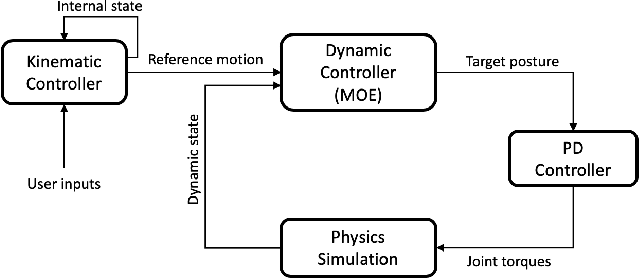 Internal state
Kinematic
Controller
Reference motion
Dynamic
Controller
(MOE)
Target posture
User inputs
Dynamic state
PD
Controller
Physics
Simulation
Joint torques